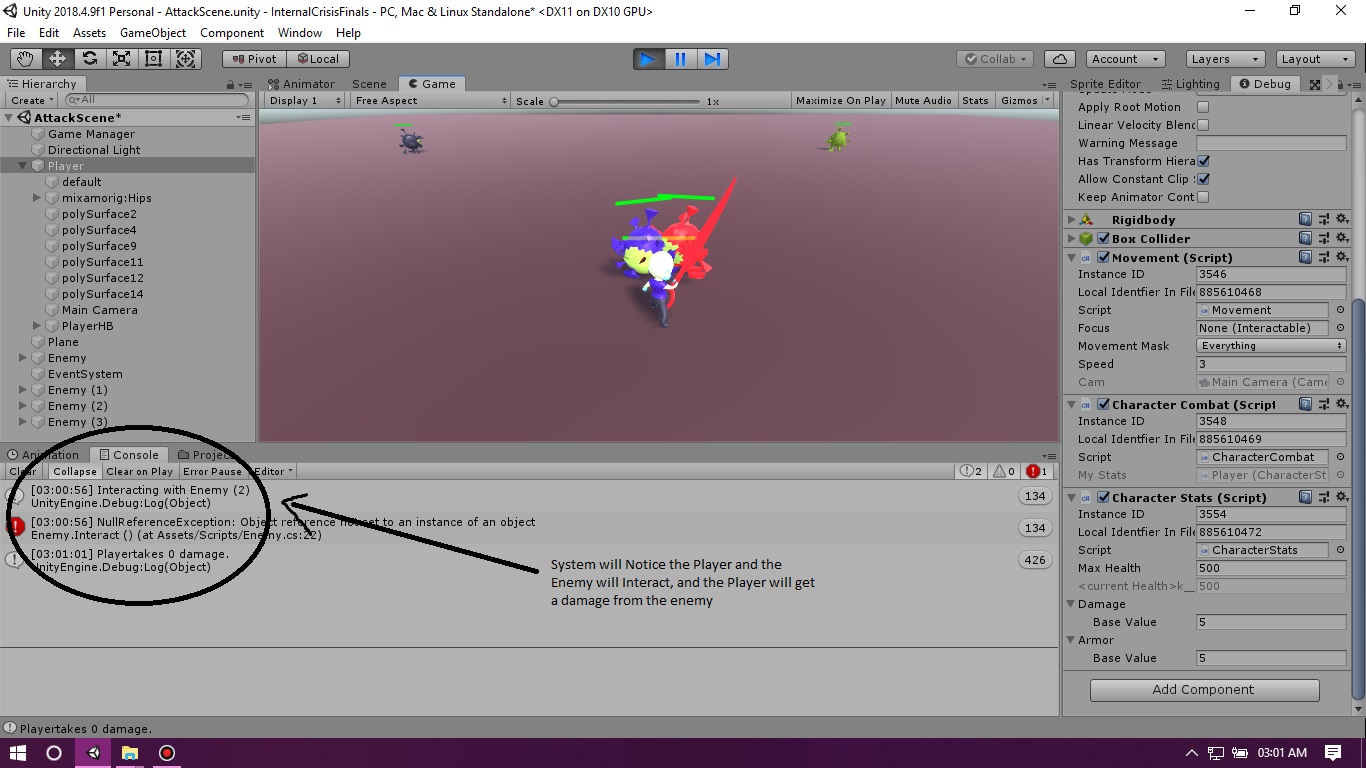 Unity 2018.4.9f1 Personal - AttackScene.unity - InternalCrisisFinals - PC, Mac & Linux Standalone* <DX11 on DX10 GPU>
File Edit Assets GameObject Component Window Help
Pivot Local Collab Account Layers Layout
Hierarchy
Create All
AttackScene*
Game Manager
Directional Light
Player
default
mixamorig:Hips
polySurface2
polySurface4
polySurface9
polySurface11
polySurface12
polySurface14
Main Camera
PlayerHB
Plane
Enemy
EventSystem
Enemy (1)
Enemy (2)
Enemy (3)
Animator Scene Game
Display 1 Free Aspect Scale 1x Maximize On Play Mute Audio Stats Gizmos
Sprite Editor Lighting Debug
Apply Root Motion
Linear Velocity Blend
Warning Message
Has Transform Hiera
Allow Constant Clip
Keep Animator Cont
Rigidbody
Box Collider
Movement (Script)
Instance ID 3546
Local Identfier In File 885610468
Script Movement
Focus None (Interactable)
Movement Mask Everything
Speed 3
Cam Main Camera (Came
Character Combat (Script
Instance ID 3548
Local Identfier In File 885610469
Script CharacterCombat
My Stats Player (CharacterSt
Character Stats (Script)
Instance ID 3554
Local Identfier In File 885610472
Script CharacterStats
Max Health 500
<current Health>k__ 500
Damage
Base Value 5
Armor
Base Value 5
Add Component
Animation Console Project
Clear Collapse Clear on Play Error Pause Editor 2 0 1
[03:00:56] Interacting with Enemy (2)
UnityEngine.Debug:Log(Object)
134
[03:00:56] NullReferenceException: Object reference not set to an instance of an object
Enemy.Interact () (at Assets/Scripts/Enemy.cs:22)
134
[03:01:01] Playertakes 0 damage.
UnityEngine.Debug:Log(Object)
426
System will Notice the Player and the
Enemy will Interact, and the Player will get
a damage from the enemy
Playertakes 0 damage.
03:01 AM